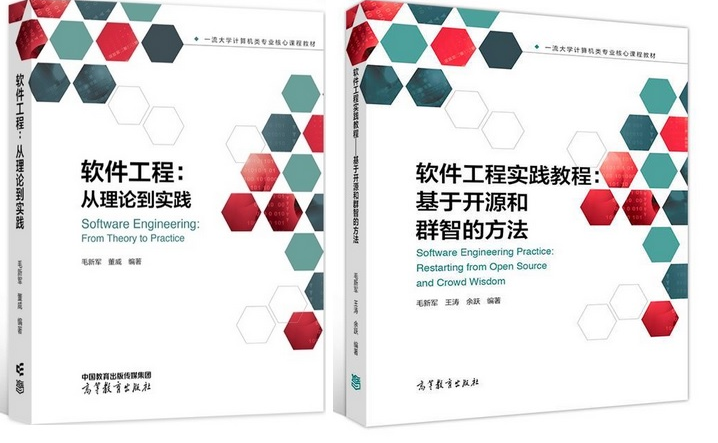 一流大学计算机类专业核心课程教材
软件工程：从理论到实践
毛新军 董威 编著
软件工程：
从理论到实践
Software Engineering:
From Theory to Practice
毛新军 董威 编著
中国教育出版传媒集团
高等教育出版社
一流大学计算机类专业核心课程教材
软件工程实践教程——基于开源和群智的方法
毛新军 王涛 余跃 编著
软件工程实践教程：
基于开源和
群智的方法
Software Engineering Practice:
Restarting from Open Source
and Crowd Wisdom
毛新军 王涛 余跃 编著
高等教育出版社